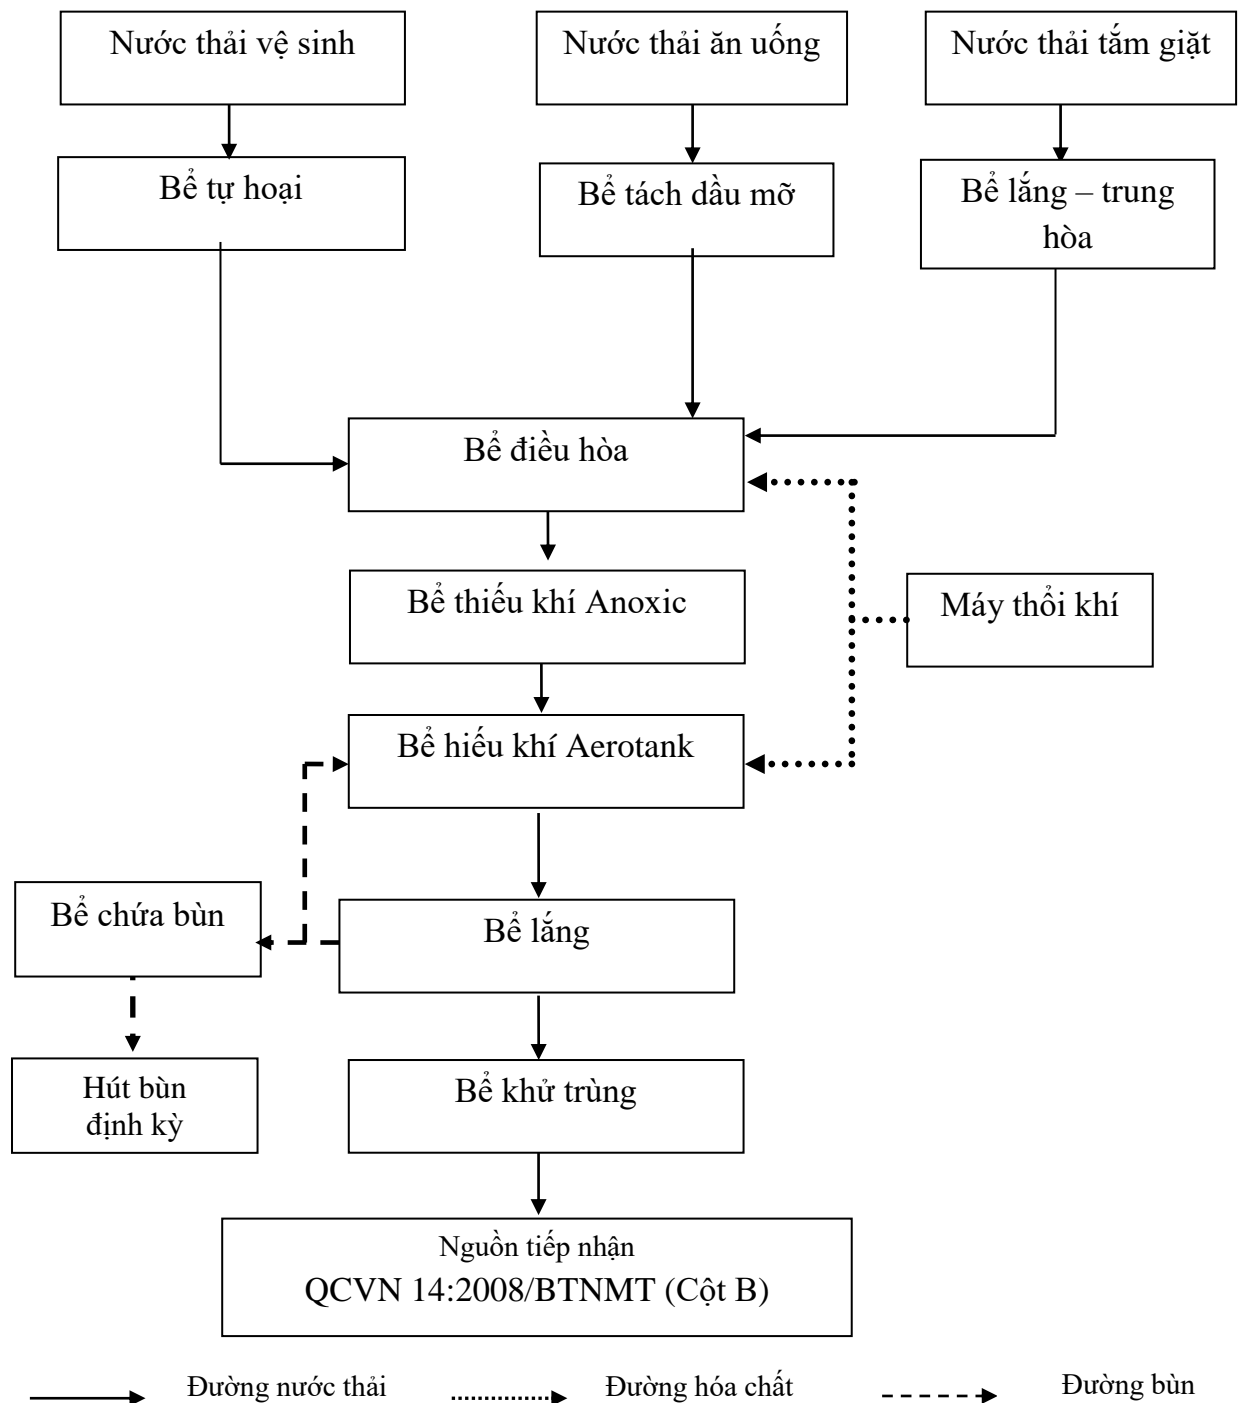 Nước thải vệ sinh
Nước thải ăn uống
Nước thải tắm giặt
Bể tự hoại
Bể tách dầu mỡ
Bể lắng – trung
hòa
Bể điều hòa
Bể thiếu khí Anoxic
Máy thổi khí
Bể hiếu khí Aerotank
Bể chứa bùn
Bể lắng
Hút bùn
định kỳ
Bể khử trùng
Nguồn tiếp nhận
QCVN 14:2008/BTNMT (Cột B)
Đường nước thải
Đường hóa chất
Đường bùn